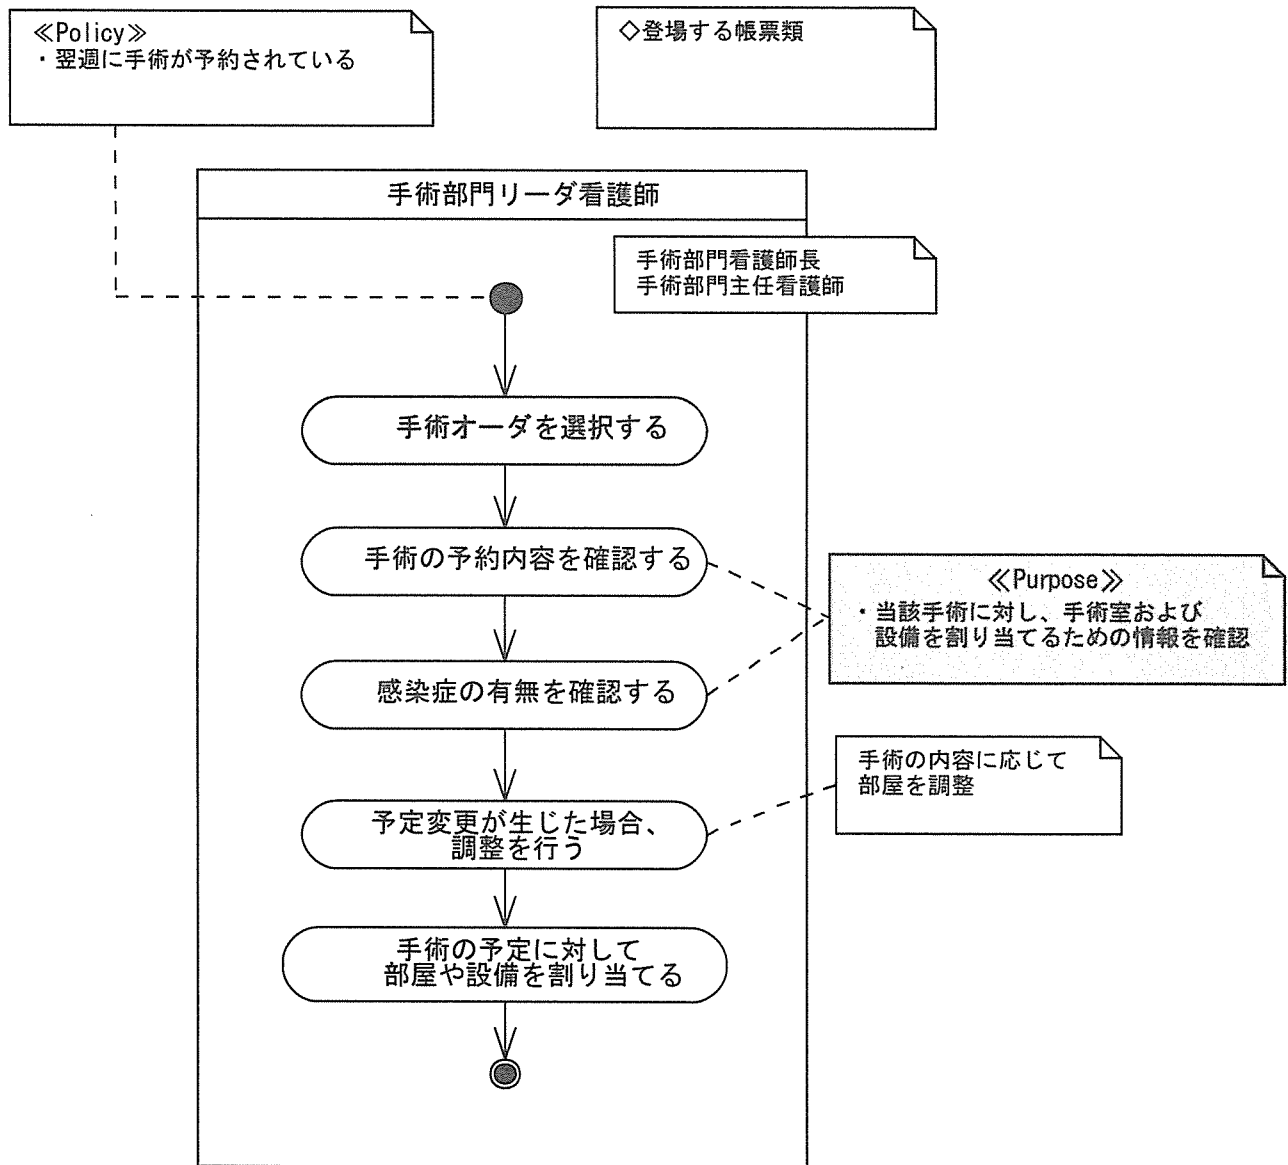 ≪Policy≫
・翌週に手術が予約されている
◇登場する帳票類
手術部門リーダ看護師
手術部門看護師長
手術部門主任看護師
手術オーダを選択する
手術の予約内容を確認する
≪Purpose≫
・当該手術に対し、手術室および
設備を割り当てるための情報を確認
感染症の有無を確認する
手術の内容に応じて
部屋を調整
予定変更が生じた場合、
調整を行う
手術の予定に対して
部屋や設備を割り当てる